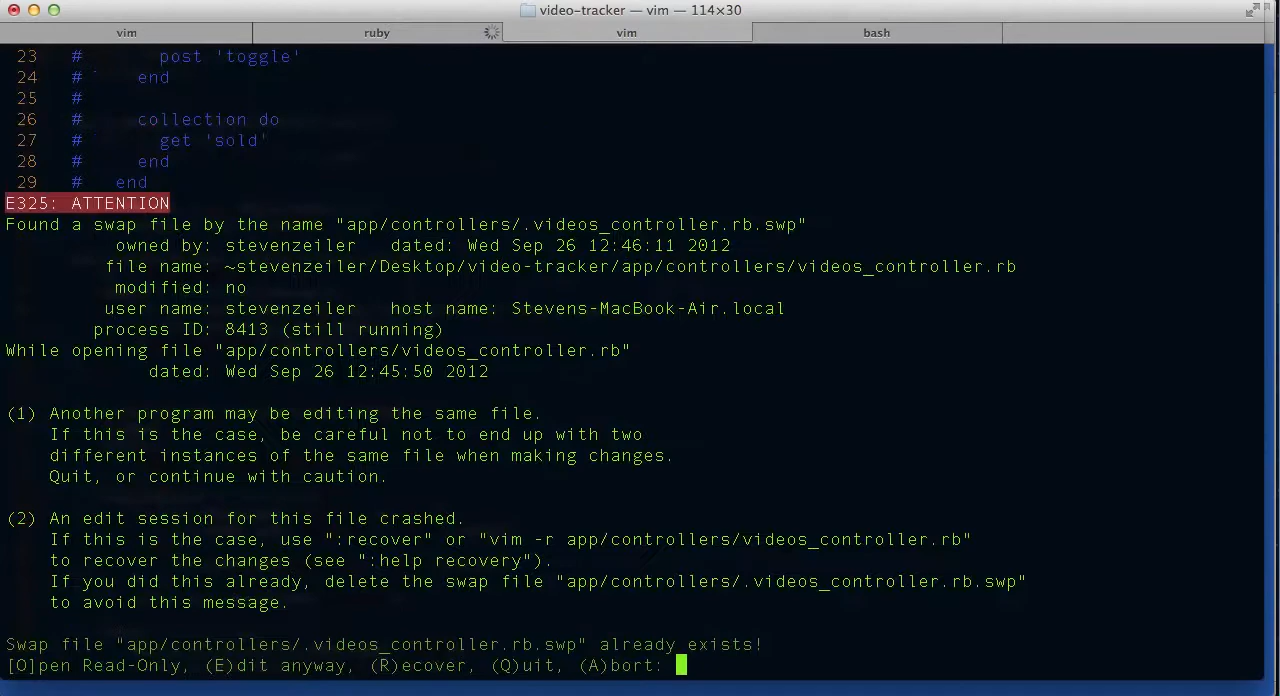 video-tracker — vim — 114×30
vim ruby vim bash
23 # post 'toggle'
24 # end
25 #
26 # collection do
27 # get 'sold'
28 # end
29 # end
E325: ATTENTION
Found a swap file by the name "app/controllers/.videos_controller.rb.swp"
owned by: stevenzeiler dated: Wed Sep 26 12:46:11 2012
file name: ~stevenzeiler/Desktop/video-tracker/app/controllers/videos_controller.rb
modified: no
user name: stevenzeiler host name: Stevens-MacBook-Air.local
process ID: 8413 (still running)
While opening file "app/controllers/videos_controller.rb"
dated: Wed Sep 26 12:45:50 2012
(1) Another program may be editing the same file.
If this is the case, be careful not to end up with two
different instances of the same file when making changes.
Quit, or continue with caution.
(2) An edit session for this file crashed.
If this is the case, use ":recover" or "vim -r app/controllers/videos_controller.rb"
to recover the changes (see ":help recovery").
If you did this already, delete the swap file "app/controllers/.videos_controller.rb.swp"
to avoid this message.
Swap file "app/controllers/.videos_controller.rb.swp" already exists!
[O]pen Read-Only, (E)dit anyway, (R)ecover, (Q)uit, (A)bort: